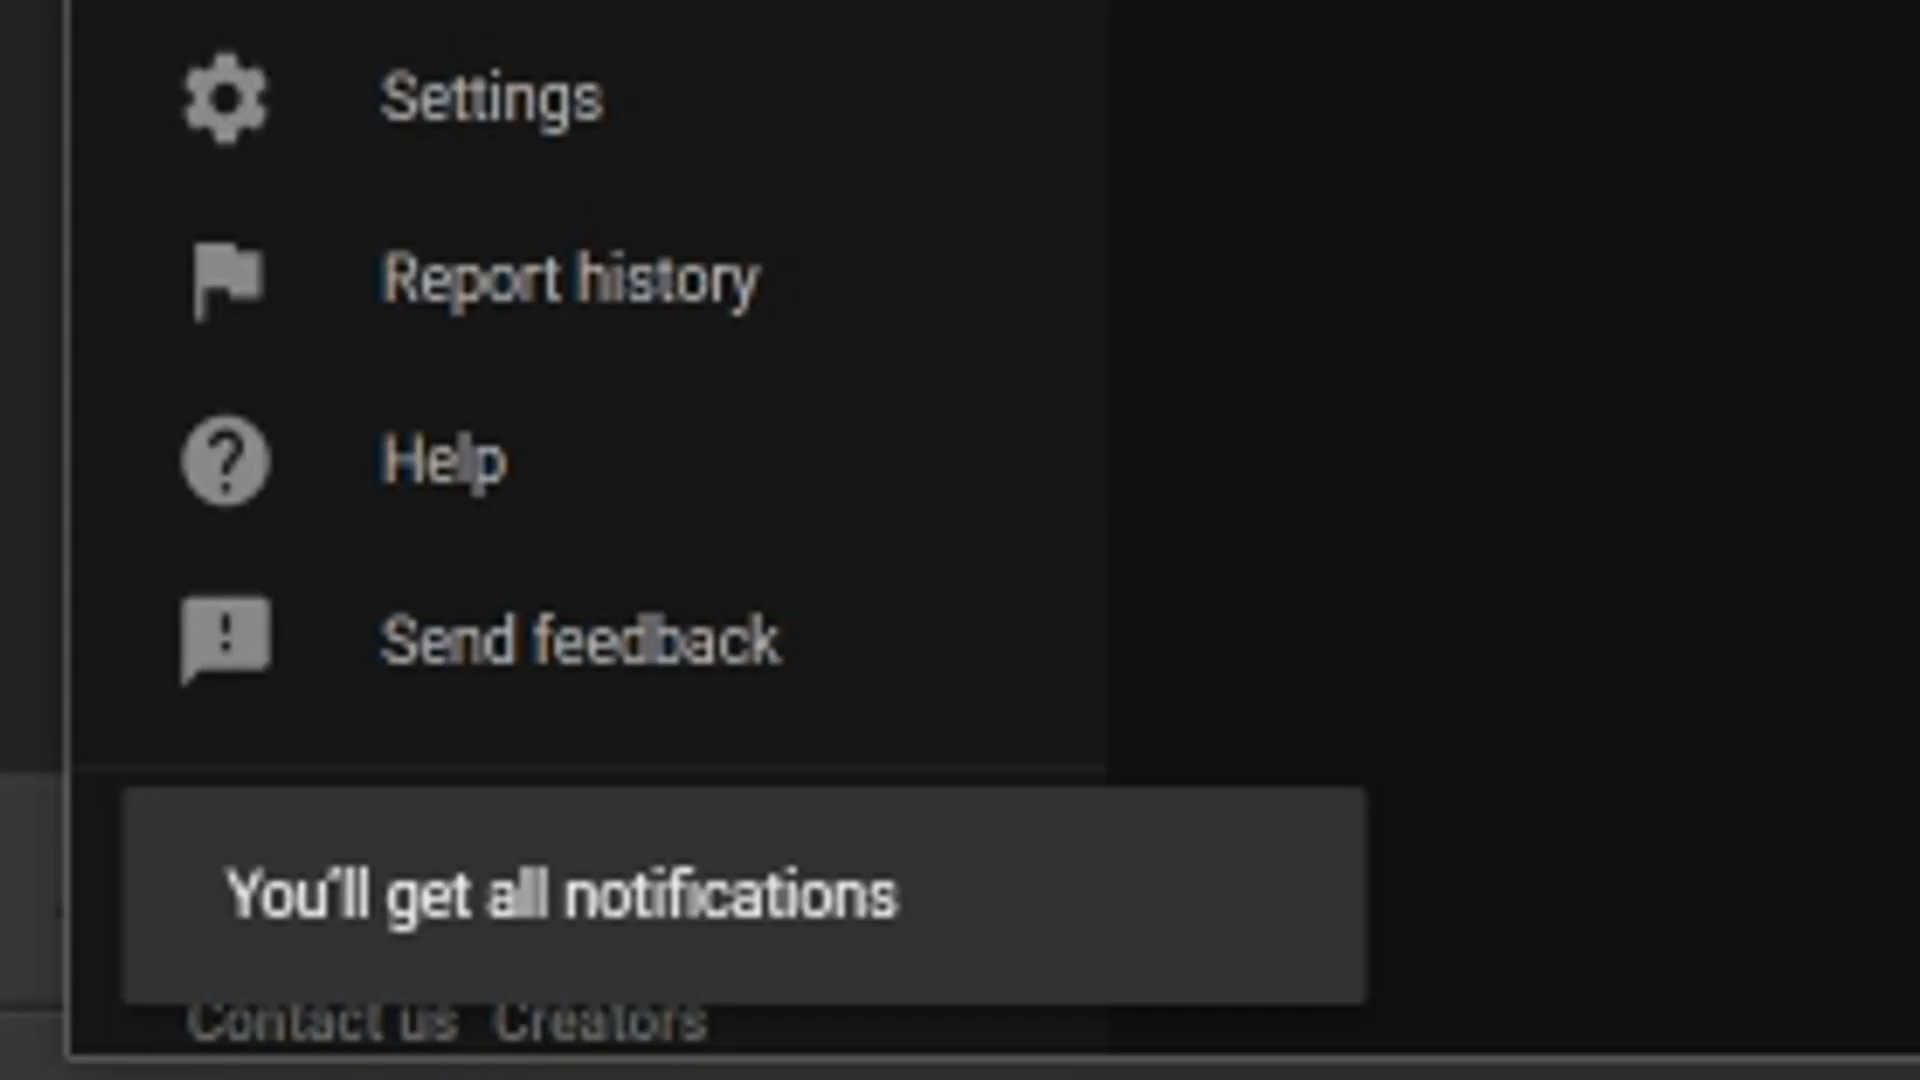 Settings
Report history
Help
Send feedback
You'll get all notifications
Contact us Creators